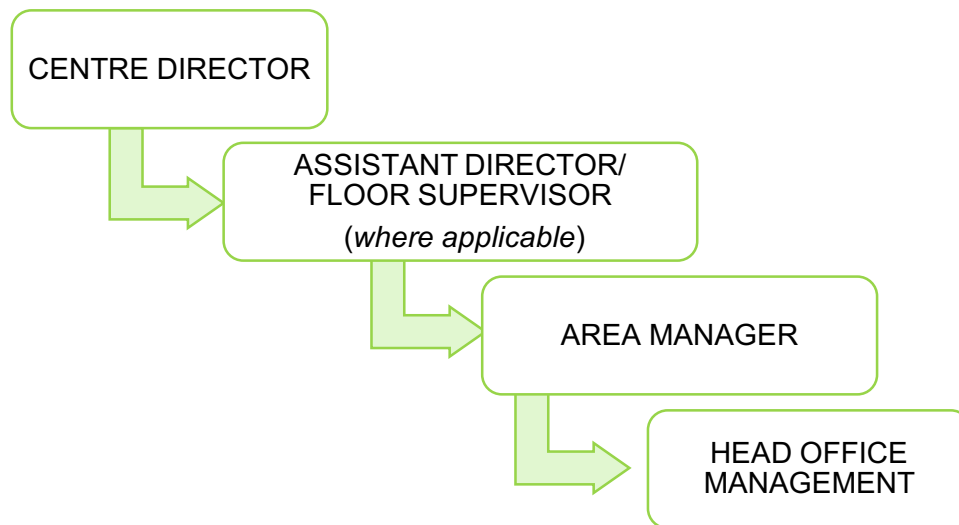 CENTRE DIRECTOR
ASSISTANT DIRECTOR/
FLOOR SUPERVISOR
(where applicable)
AREA MANAGER
HEAD OFFICE
MANAGEMENT